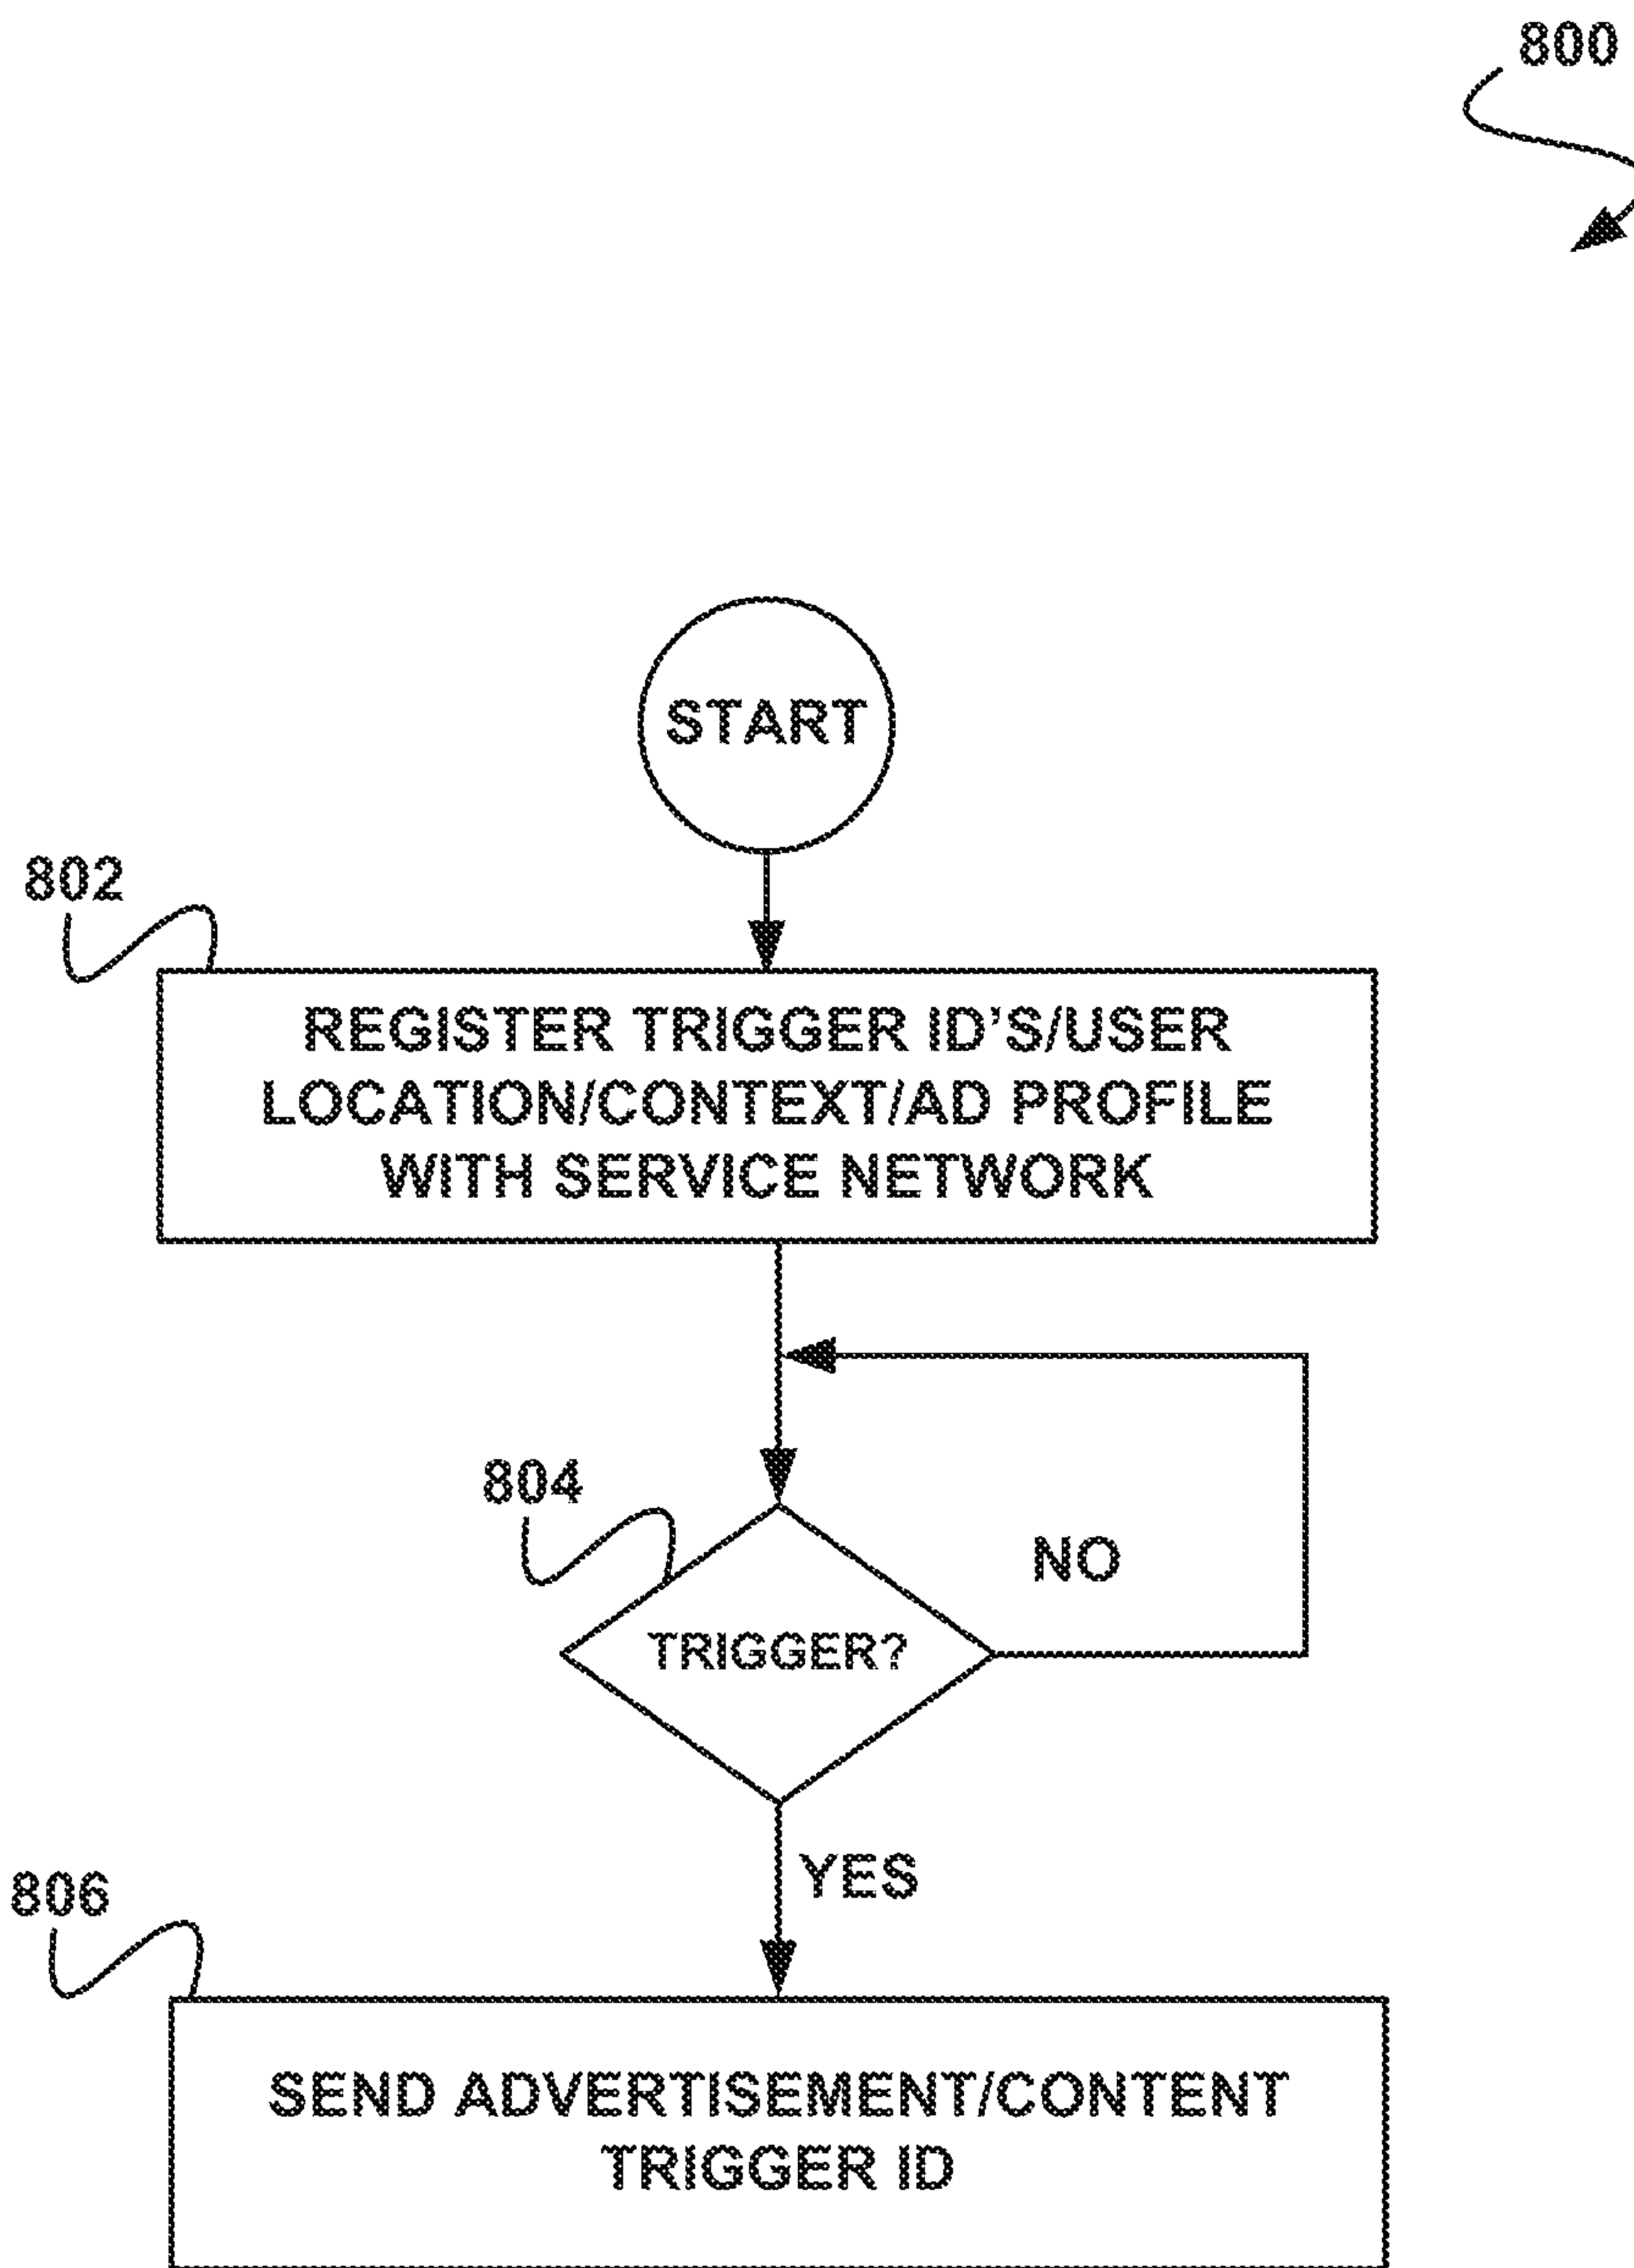 800
START
802
REGISTER TRIGGER ID'S/USER
LOCATION/CONTEXT/AD PROFILE
WITH SERVICE NETWORK
804
NO
TRIGGER?
YES
806
SEND ADVERTISEMENT/CONTENT
TRIGGER ID